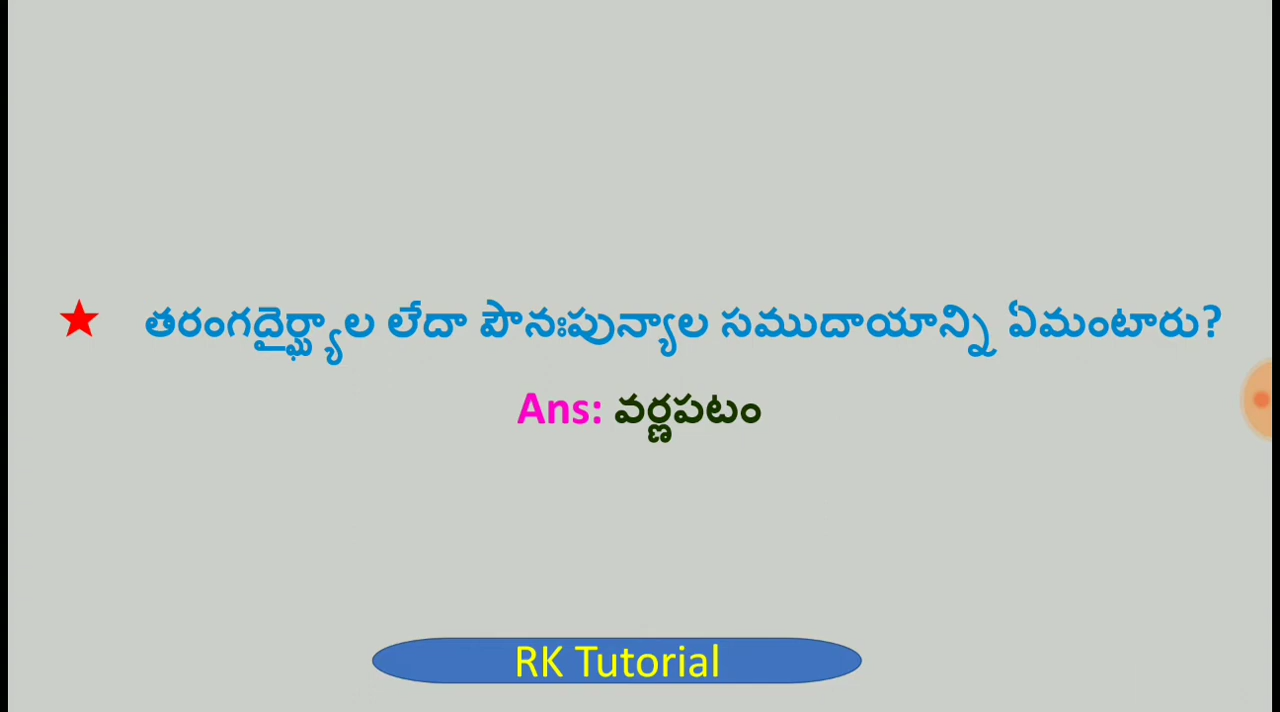 ★ తరంగదైర్ఘ్యాల లేదా పౌనఃపున్యాల సముదాయాన్ని ఏమంటారు?
Ans: వర్ణపటం
RK Tutorial